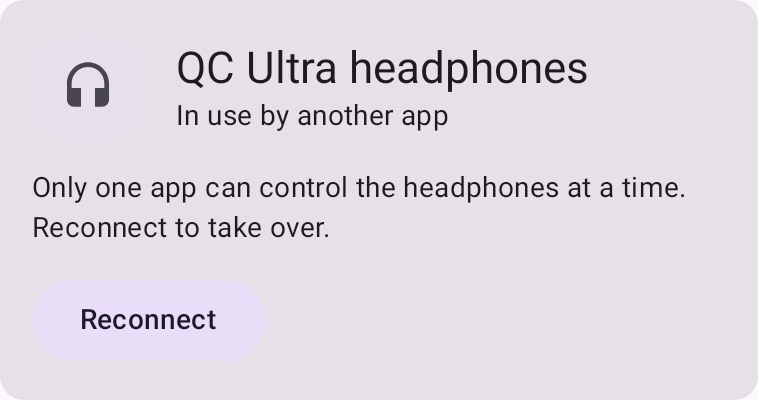 QC Ultra headphones
In use by another app
Only one app can control the headphones at a time.
Reconnect to take over.
Reconnect